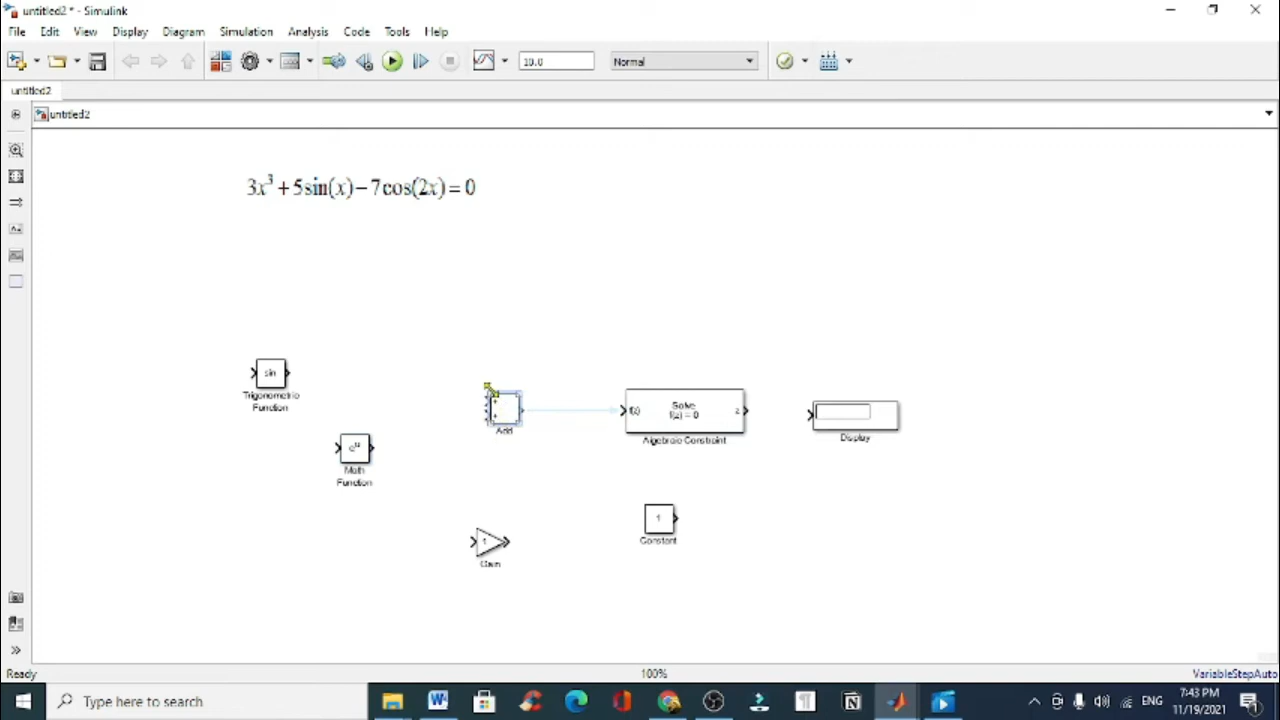 untitled2 * - Simulink
File Edit View Display Diagram Simulation Analysis Code Tools Help
10.0 Normal
untitled2
untitled2
3x³ + 5sin(x) − 7cos(2x) = 0
sin
Trigonometric
Function
Add
f(z) Solve z
f(z) = 0
Algebraic Constraint
Display
eᵘ
Math
Function
1
Constant
1
Gain
Ready 100% VariableStepAuto
Type here to search
ENG
7:43 PM
11/19/2021